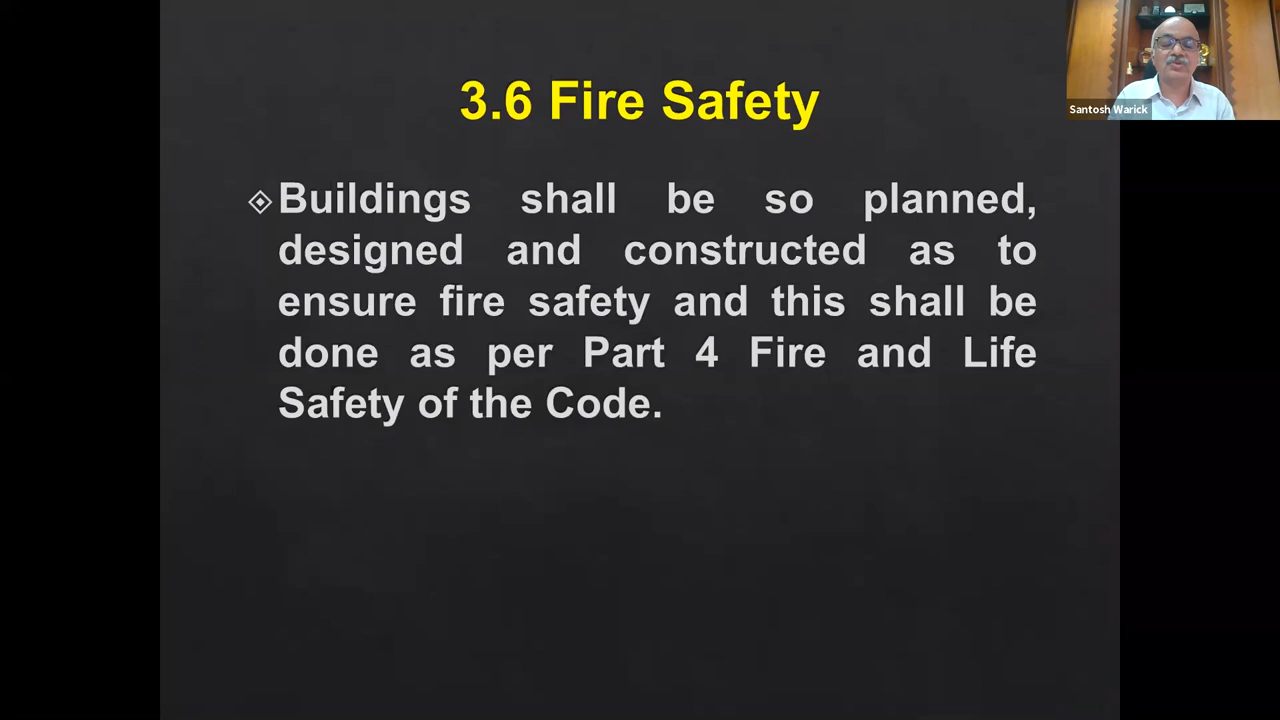 3.6 Fire Safety
Santosh Warick
Buildings shall be so planned,
designed and constructed as to
ensure fire safety and this shall be
done as per Part 4 Fire and Life
Safety of the Code.